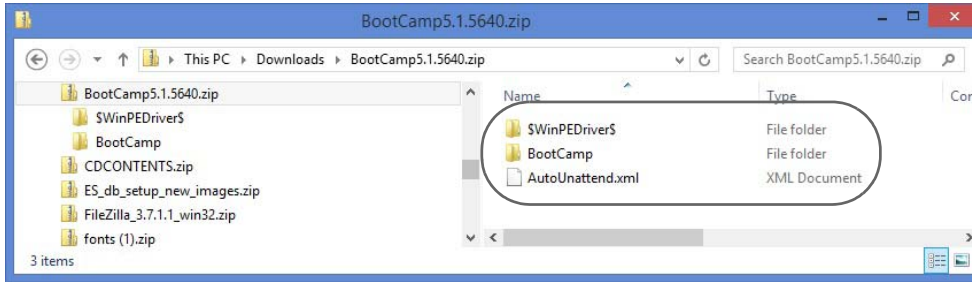 BootCamp5.1.5640.zip
This PC Downloads BootCamp5.1.5640.zip
Search BootCamp5.1.5640.zip
BootCamp5.1.5640.zip
$WinPEDriver$
BootCamp
CDCONTENTS.zip
ES_db_setup_new_images.zip
FileZilla_3.7.1.1_win32.zip
fonts (1).zip
Name Type Cor
$WinPEDriver$ File folder
BootCamp File folder
AutoUnattend.xml XML Document
3 items